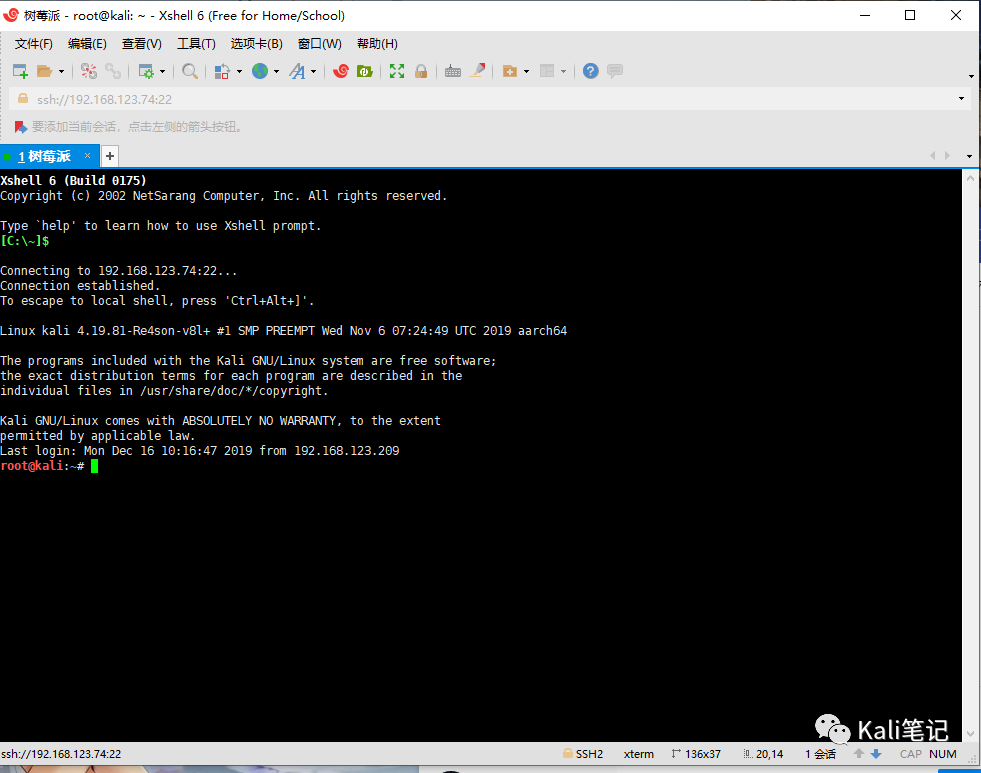 树莓派 - root@kali: ~ - Xshell 6 (Free for Home/School)
文件(F) 编辑(E) 查看(V) 工具(T) 选项卡(B) 窗口(W) 帮助(H)
ssh://192.168.123.74:22
要添加当前会话，点击左侧的箭头按钮。
1 树莓派 × +
Xshell 6 (Build 0175)
Copyright (c) 2002 NetSarang Computer, Inc. All rights reserved.
Type `help' to learn how to use Xshell prompt.
[C:\~]$
Connecting to 192.168.123.74:22...
Connection established.
To escape to local shell, press 'Ctrl+Alt+]'.
Linux kali 4.19.81-Re4son-v8l+ #1 SMP PREEMPT Wed Nov 6 07:24:49 UTC 2019 aarch64
The programs included with the Kali GNU/Linux system are free software;
the exact distribution terms for each program are described in the
individual files in /usr/share/doc/*/copyright.
Kali GNU/Linux comes with ABSOLUTELY NO WARRANTY, to the extent
permitted by applicable law.
Last login: Mon Dec 16 10:16:47 2019 from 192.168.123.209
root@kali:~#
Kali笔记
ssh://192.168.123.74:22 SSH2 xterm 136x37 20,14 1 会话 CAP NUM